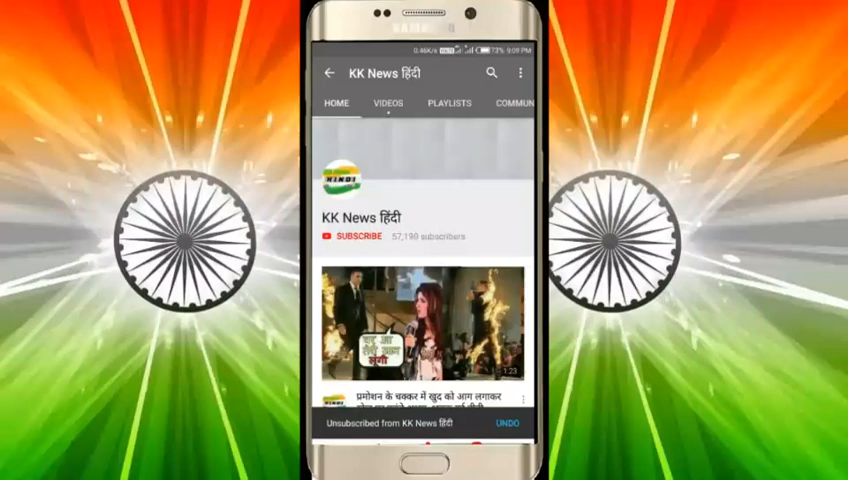 SAMSUNG
0.46K/s 73% 9:09 PM
KK News हिंदी
HOME VIDEOS PLAYLISTS COMMUN
HINDI
KK News हिंदी
SUBSCRIBE 57,190 subscribers
1:23
प्रमोशन के चक्कर में खुद को आग लगाकर
Unsubscribed from KK News हिंदी UNDO